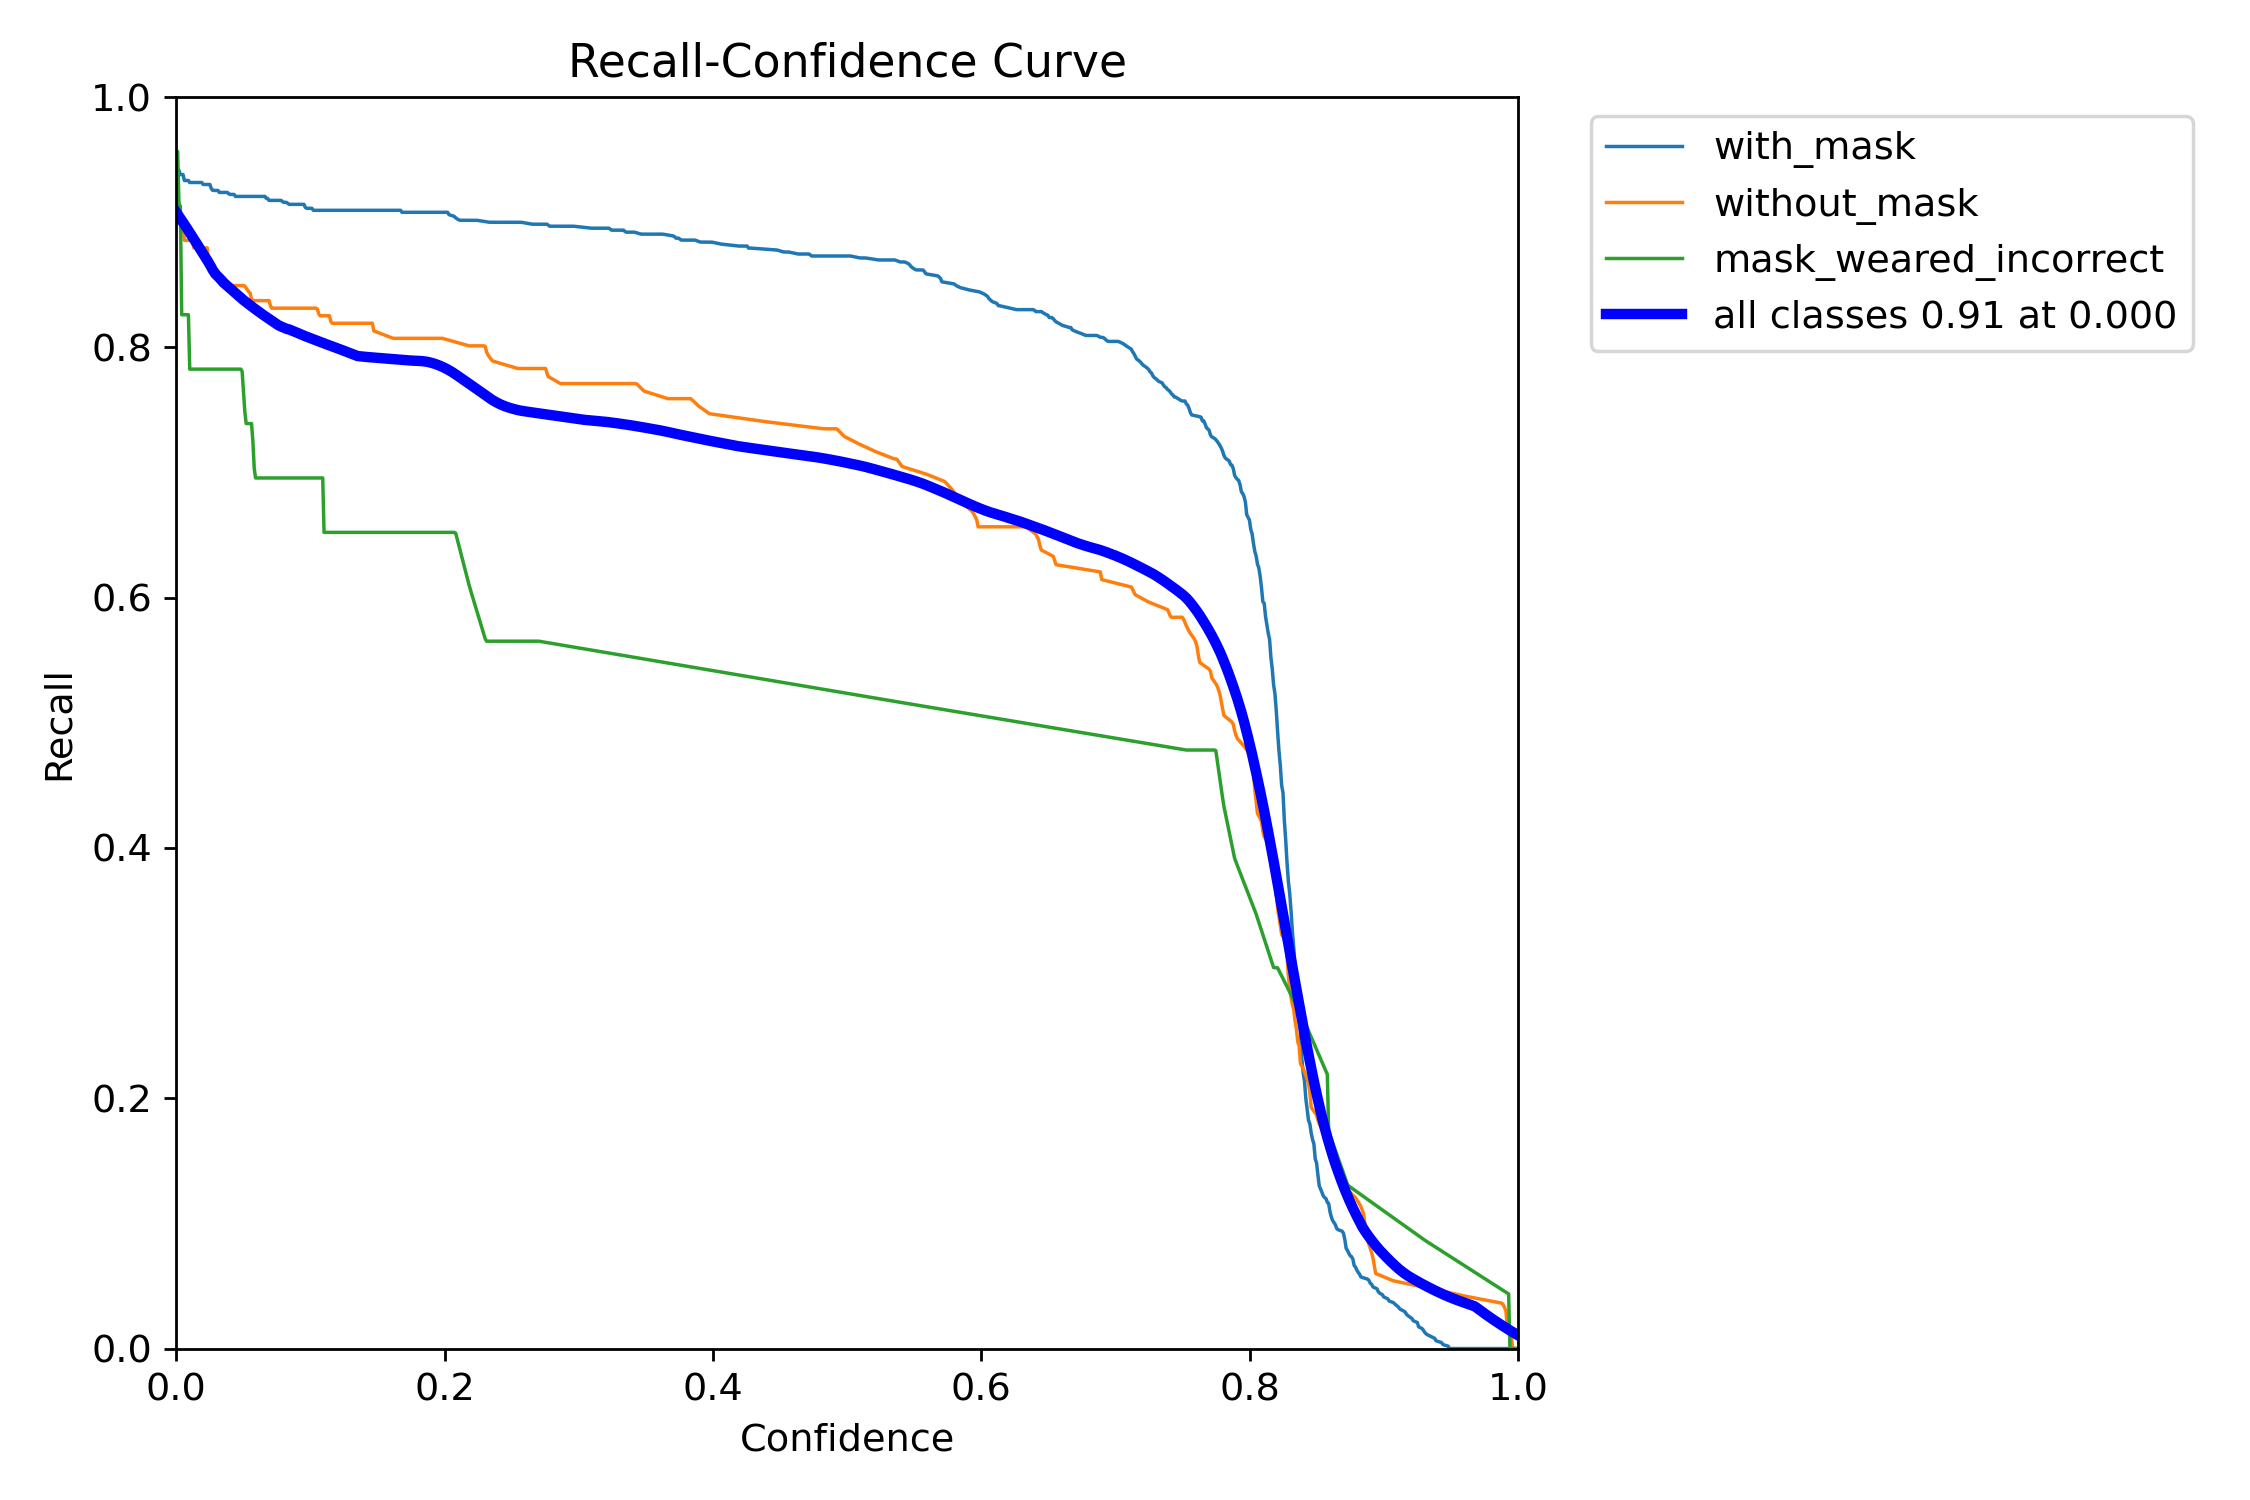 Recall-Confidence Curve
1.0
0.8
0.6
0.4
0.2
0.0
Recall
0.0 0.2 0.4 0.6 0.8 1.0
Confidence
with_mask
without_mask
mask_weared_incorrect
all classes 0.91 at 0.000